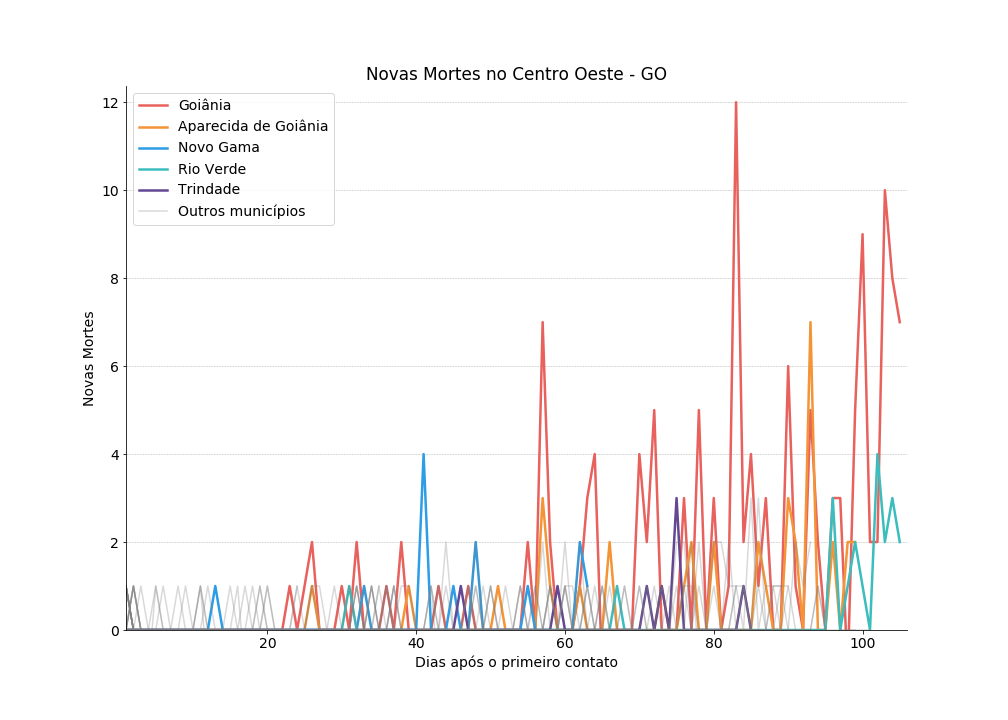 Novas Mortes no Centro Oeste - GO
Goiânia
Aparecida de Goiânia
Novo Gama
Rio Verde
Trindade
Outros municípios
12
10
8
6
4
2
0
Novas Mortes
20 40 60 80 100
Dias após o primeiro contato